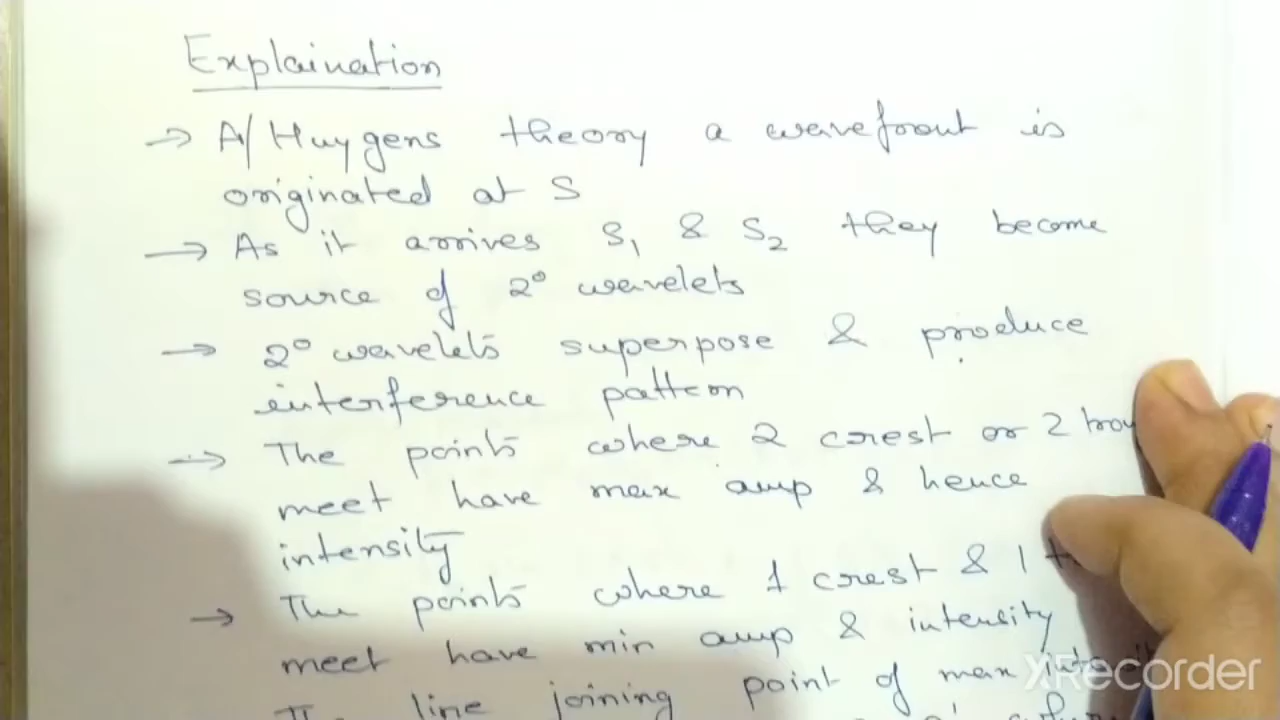 Explaination
→ A/ Huygens theory a wavefront is
originated at S
→ As it arrives S₁ & S₂ they become
source of 2° wavelets
→ 2° wavelets superpose & produce
interference pattern
→ The points where 2 crest or 2
meet have max amp & hence
intensity
→ The points where 1 crest & 1
meet have min amp & intensity
The line joining point of max
XRecorder